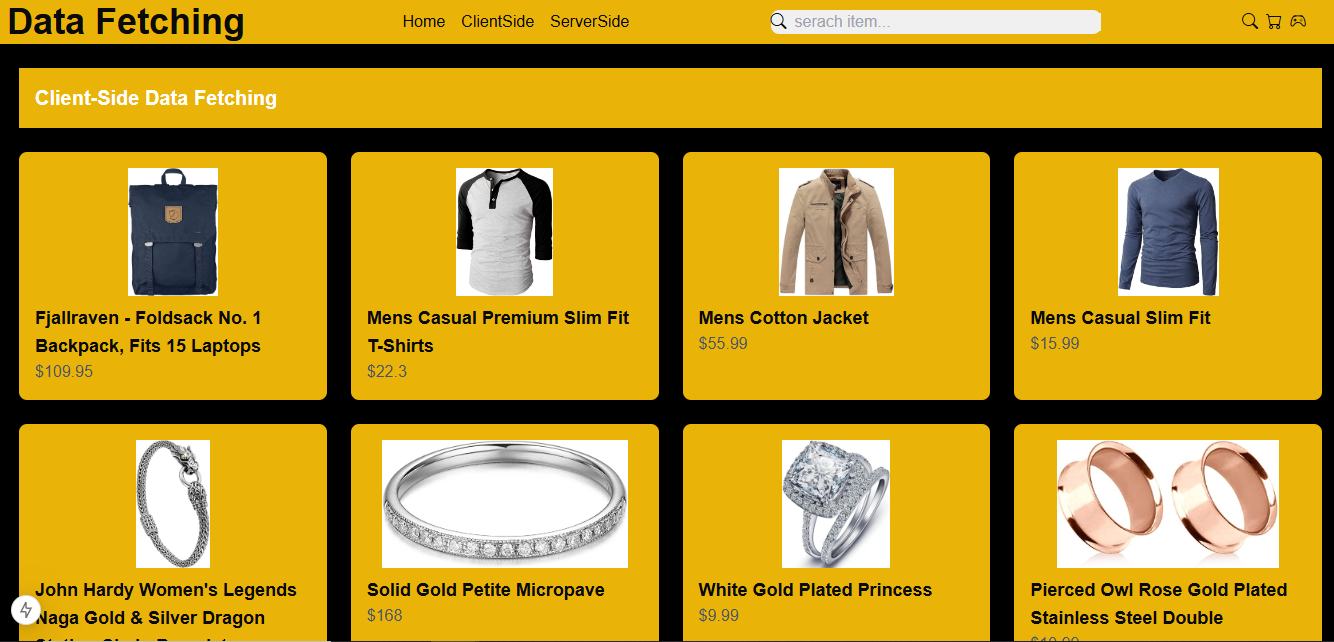 Data Fetching
Home ClientSide ServerSide
serach item...
Client-Side Data Fetching
Fjallraven - Foldsack No. 1
Backpack, Fits 15 Laptops
$109.95
Mens Casual Premium Slim Fit
T-Shirts
$22.3
Mens Cotton Jacket
$55.99
Mens Casual Slim Fit
$15.99
John Hardy Women's Legends
Naga Gold & Silver Dragon
Solid Gold Petite Micropave
$168
White Gold Plated Princess
$9.99
Pierced Owl Rose Gold Plated
Stainless Steel Double